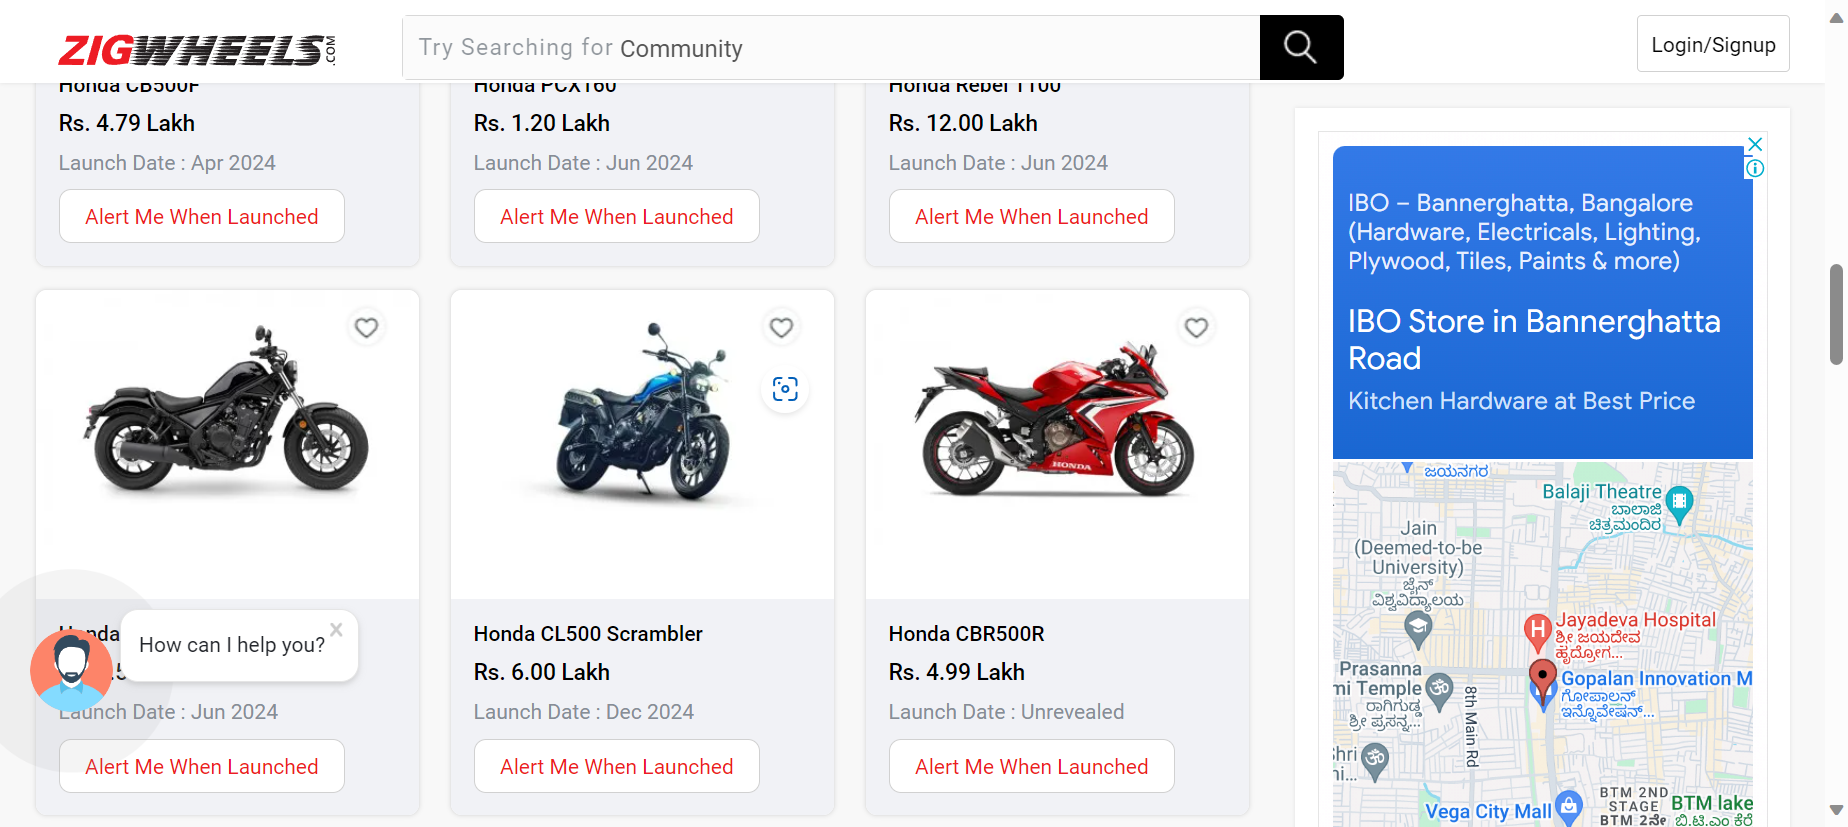 ZIGWHEELS.COM
Try Searching for Community
Login/Signup
Honda CB500F
Rs. 4.79 Lakh
Launch Date : Apr 2024
Alert Me When Launched
Honda PCX160
Rs. 1.20 Lakh
Launch Date : Jun 2024
Alert Me When Launched
Honda Rebel 1100
Rs. 12.00 Lakh
Launch Date : Jun 2024
Alert Me When Launched
How can I help you?
Launch Date : Jun 2024
Alert Me When Launched
Honda CL500 Scrambler
Rs. 6.00 Lakh
Launch Date : Dec 2024
Alert Me When Launched
HONDA
Honda CBR500R
Rs. 4.99 Lakh
Launch Date : Unrevealed
Alert Me When Launched
IBO – Bannerghatta, Bangalore
(Hardware, Electricals, Lighting,
Plywood, Tiles, Paints & more)
IBO Store in Bannerghatta
Road
Kitchen Hardware at Best Price
ಜಯನಗರ
Balaji Theatre
ಬಾಲಾಜಿ
ಚಿತ್ರಮಂದಿರ
Jain
(Deemed-to-be
University)
ಜೈನ್
ವಿಶ್ವವಿದ್ಯಾಲಯ
H
Jayadeva Hospital
ಶ್ರೀ ಜಯದೇವ
ಹೃದ್ರೋಗ...
Prasanna
mi Temple
ರಾಗಿಗುಡ್ಡ
ಶ್ರೀ ಪ್ರಸನ್ನ...
Gopalan Innovation M
ಗೋಪಾಲನ್
ಇನ್ನೊವೇಷನ್...
8th Main Rd
Shri
ni...
Vega City Mall
BTM 2ND
STAGE
BTM 2ನೇ
BTM lake
ಬಿ.ಟಿ.ಎಂ ಕೆರೆ